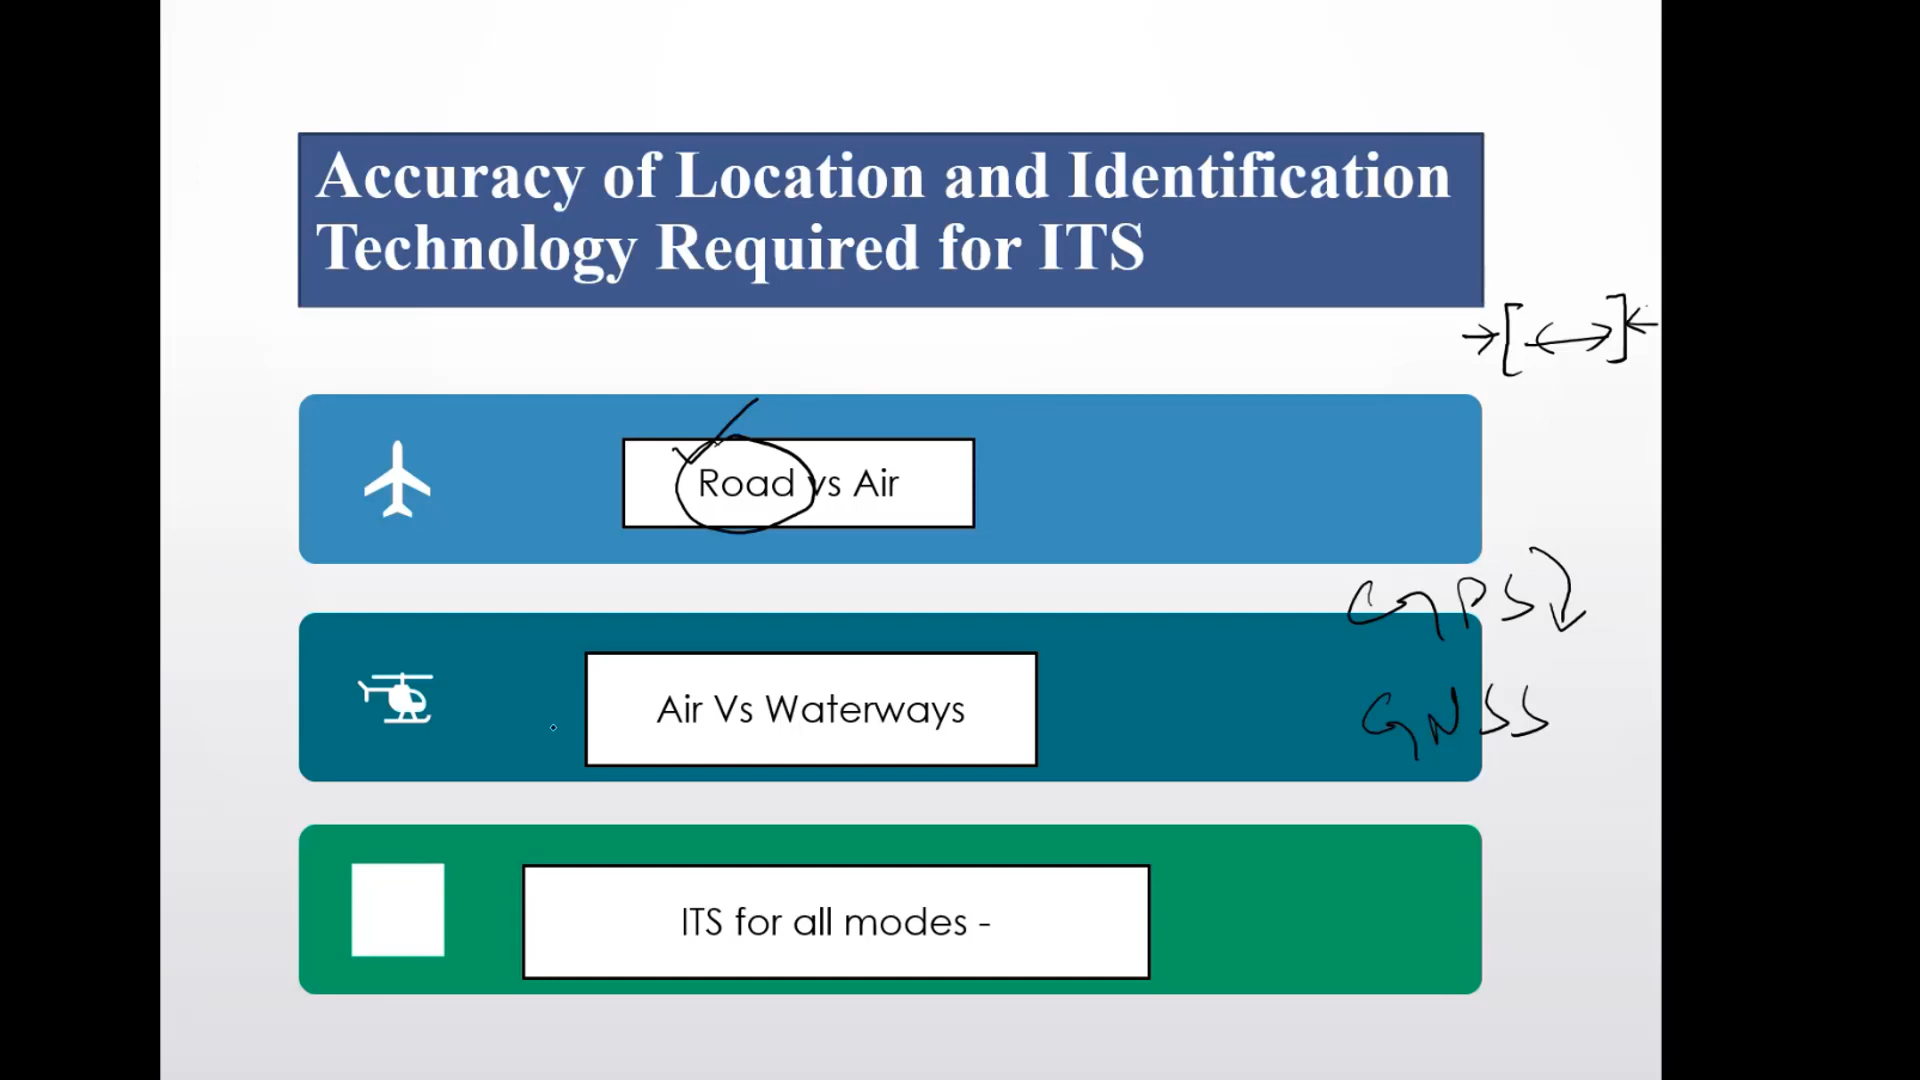 Accuracy of Location and Identification
Technology Required for ITS
Road vs Air
GPS
Air Vs Waterways
GNSS
ITS for all modes -